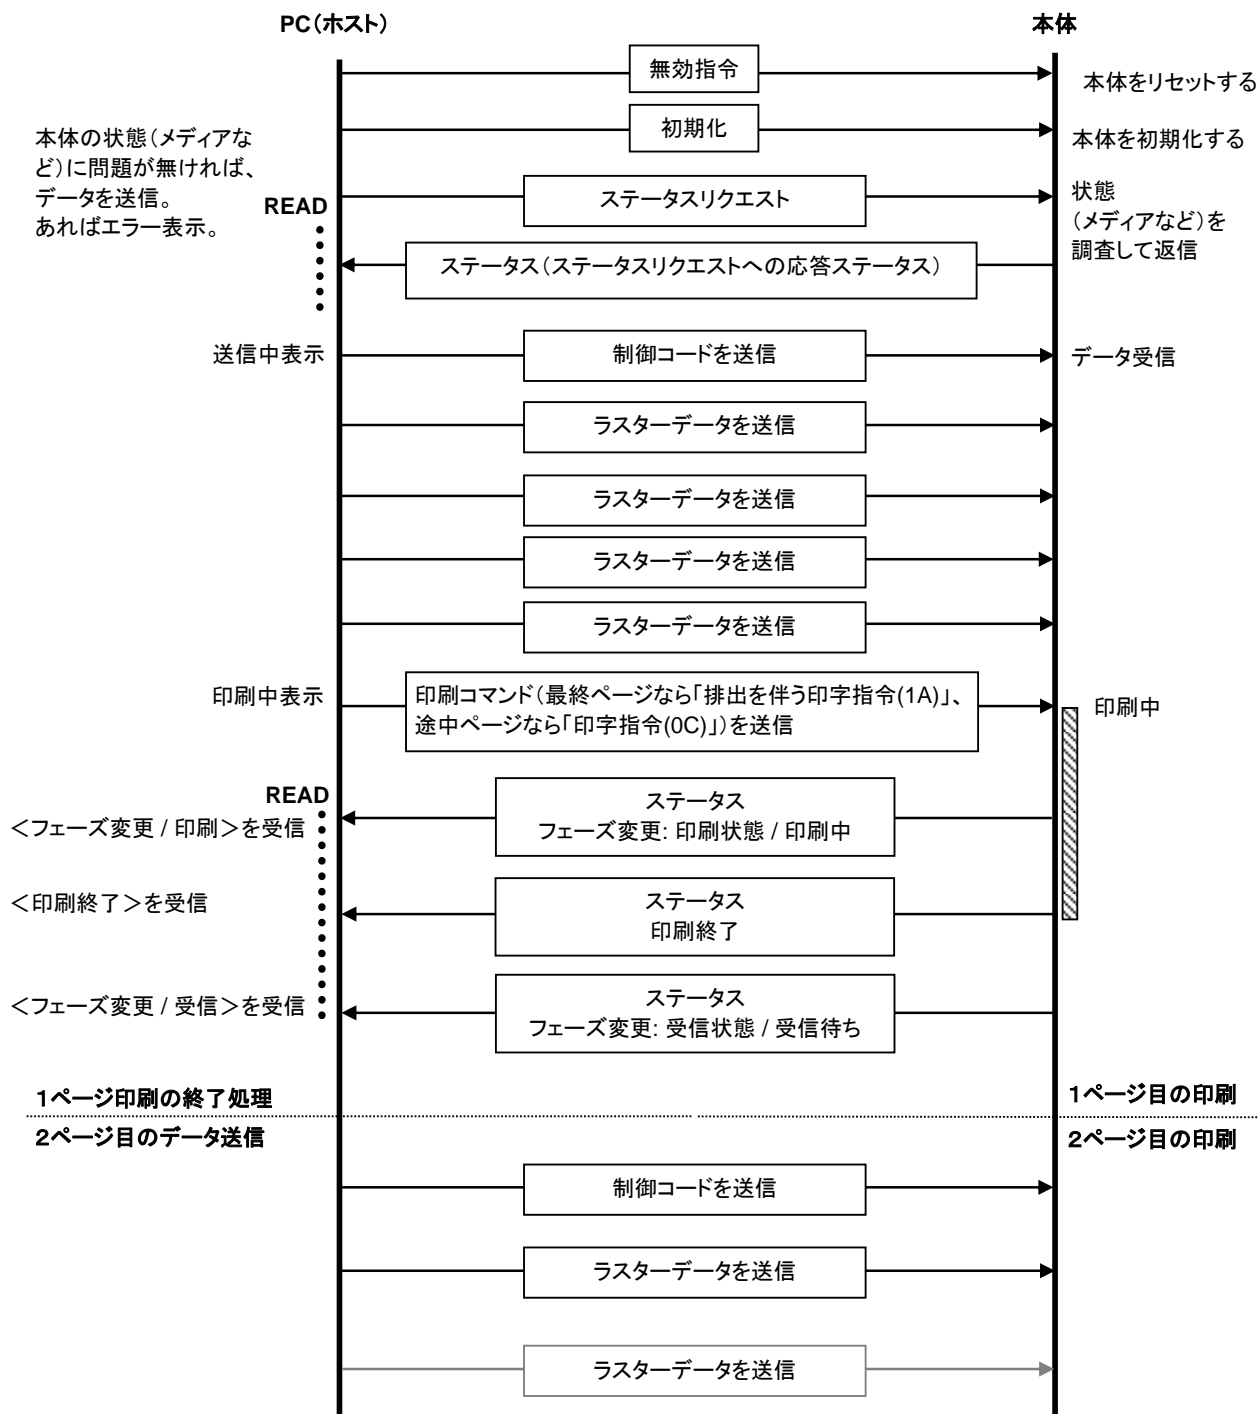 PC（ホスト）
本体
無効指令
本体をリセットする
初期化
本体を初期化する
本体の状態（メディアな
ど）に問題が無ければ、
データを送信。
あればエラー表示。
READ
ステータスリクエスト
状態
（メディアなど）を
調査して返信
ステータス（ステータスリクエストへの応答ステータス）
送信中表示
制御コードを送信
データ受信
ラスターデータを送信
ラスターデータを送信
ラスターデータを送信
ラスターデータを送信
印刷中表示
印刷コマンド（最終ページなら「排出を伴う印字指令(1A)」、
途中ページなら「印字指令(0C)」）を送信
印刷中
READ
ステータス
フェーズ変更: 印刷状態 / 印刷中
＜フェーズ変更 / 印刷＞を受信
＜印刷終了＞を受信
ステータス
印刷終了
＜フェーズ変更 / 受信＞を受信
ステータス
フェーズ変更: 受信状態 / 受信待ち
１ページ印刷の終了処理
１ページ目の印刷
２ページ目のデータ送信
２ページ目の印刷
制御コードを送信
ラスターデータを送信
ラスターデータを送信